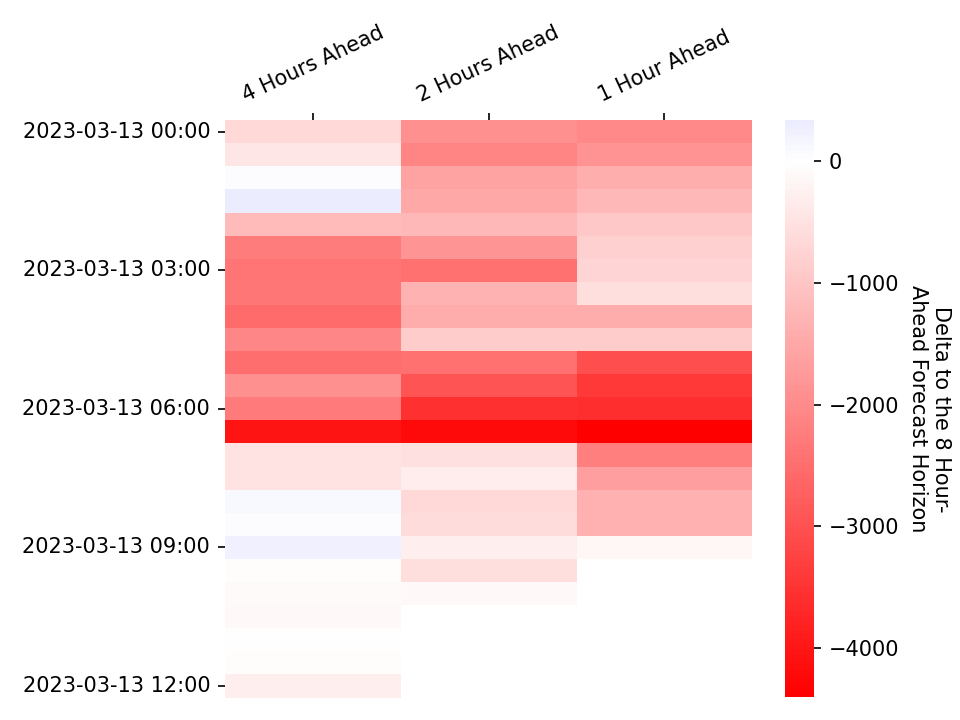 4 Hours Ahead
2 Hours Ahead
1 Hour Ahead
2023-03-13 00:00
2023-03-13 03:00
2023-03-13 06:00
2023-03-13 09:00
2023-03-13 12:00
0
−1000
−2000
−3000
−4000
Delta to the 8 Hour-
Ahead Forecast Horizon